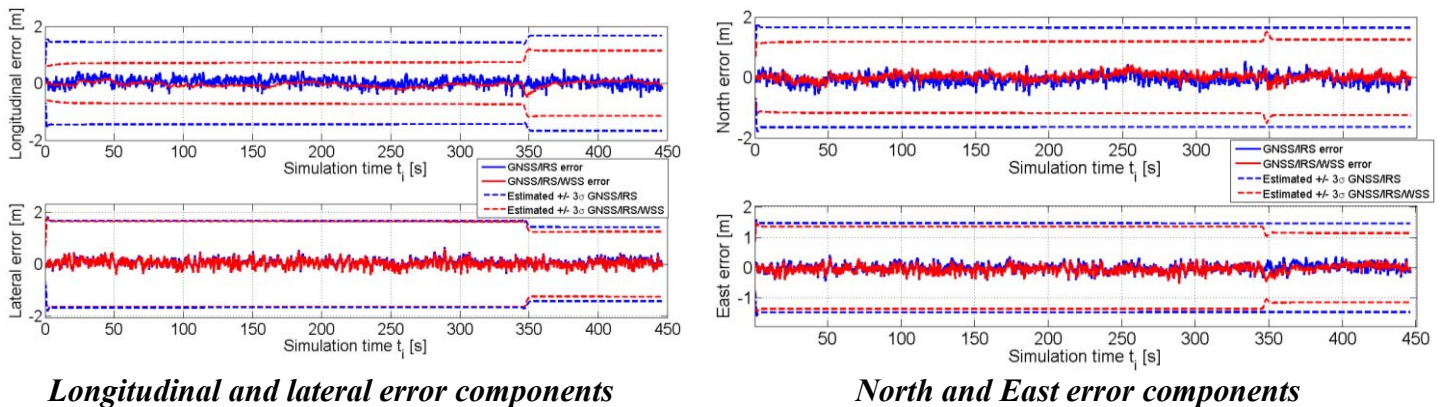 2
0
-2
Longitudinal error [m]
0 50 100 150 200 250 300 350 400 450
Simulation time t_i [s]
GNSS/IRS error
GNSS/IRS/WSS error
Estimated +/- 3σ GNSS/IRS
Estimated +/- 3σ GNSS/IRS/WSS
2
0
-2
Lateral error [m]
0 50 100 150 200 250 300 350 400 450
Simulation time t_i [s]
Longitudinal and lateral error components
2
0
-2
North error [m]
0 50 100 150 200 250 300
Simulation time t_i [s]
GNSS/IRS error
GNSS/IRS/WSS error
Estimated +/- 3σ GNSS/IRS
Estimated +/- 3σ GNSS/IRS/WSS
2
1
0
-1
East error [m]
50 100 150 200 250 300 350 400 450
Simulation time t_i [s]
North and East error components